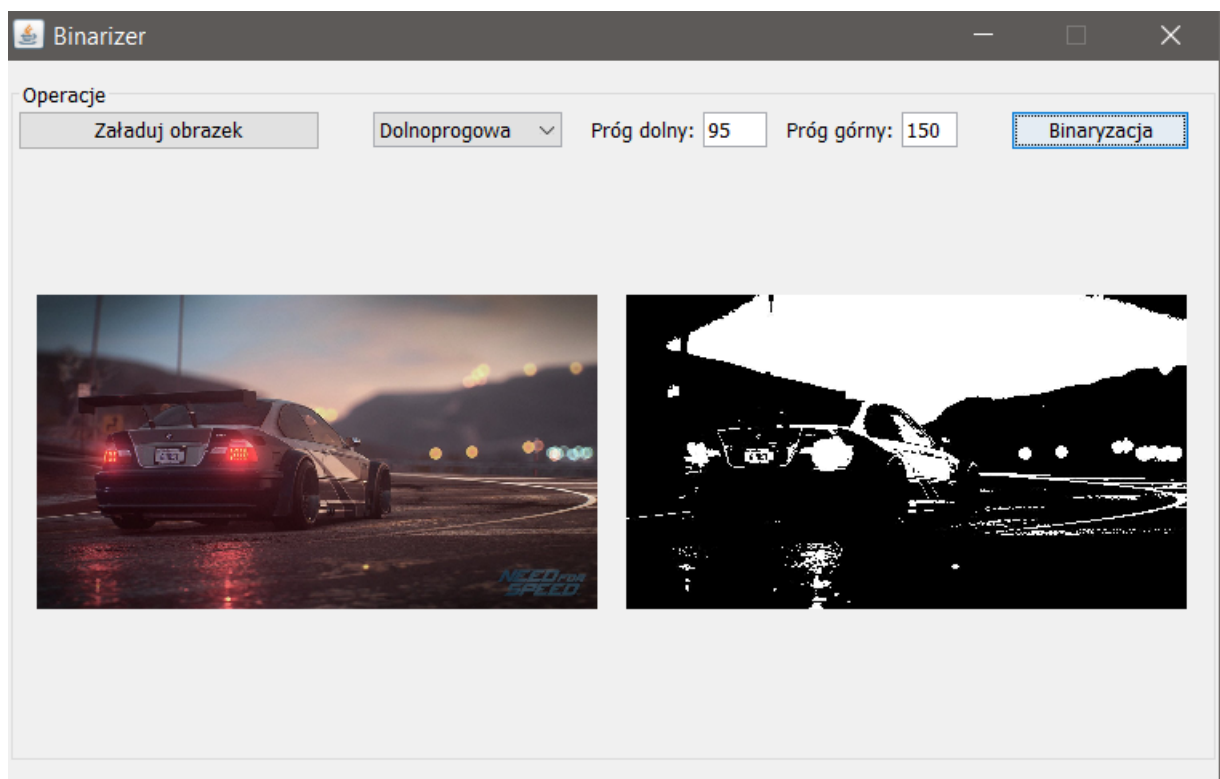 Binarizer
Operacje
Załaduj obrazek Dolnoprogowa Próg dolny: 95 Próg górny: 150 Binaryzacja
NEED FOR
SPEED